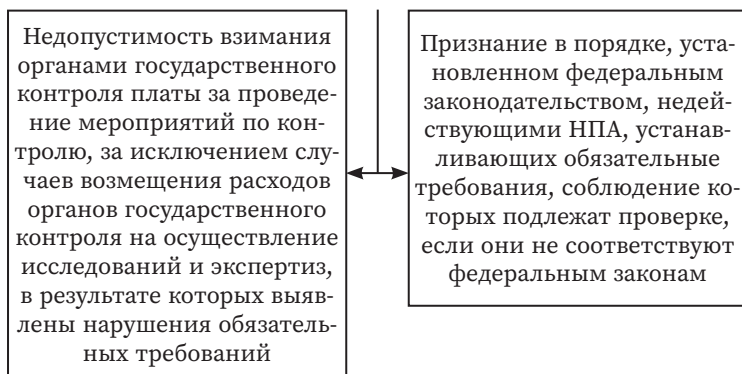 Недопустимость взимания
органами государственного
контроля платы за проведе-
ние мероприятий по кон-
тролю, за исключением слу-
чаев возмещения расходов
органов государственного
контроля на осуществление
исследований и экспертиз,
в результате которых выяв-
лены нарушения обязатель-
ных требований
Признание в порядке, уста-
новленном федеральным
законодательством, недей-
ствующими НПА, устанав-
ливающих обязательные
требования, соблюдение ко-
торых подлежат проверке,
если они не соответствуют
федеральным законам